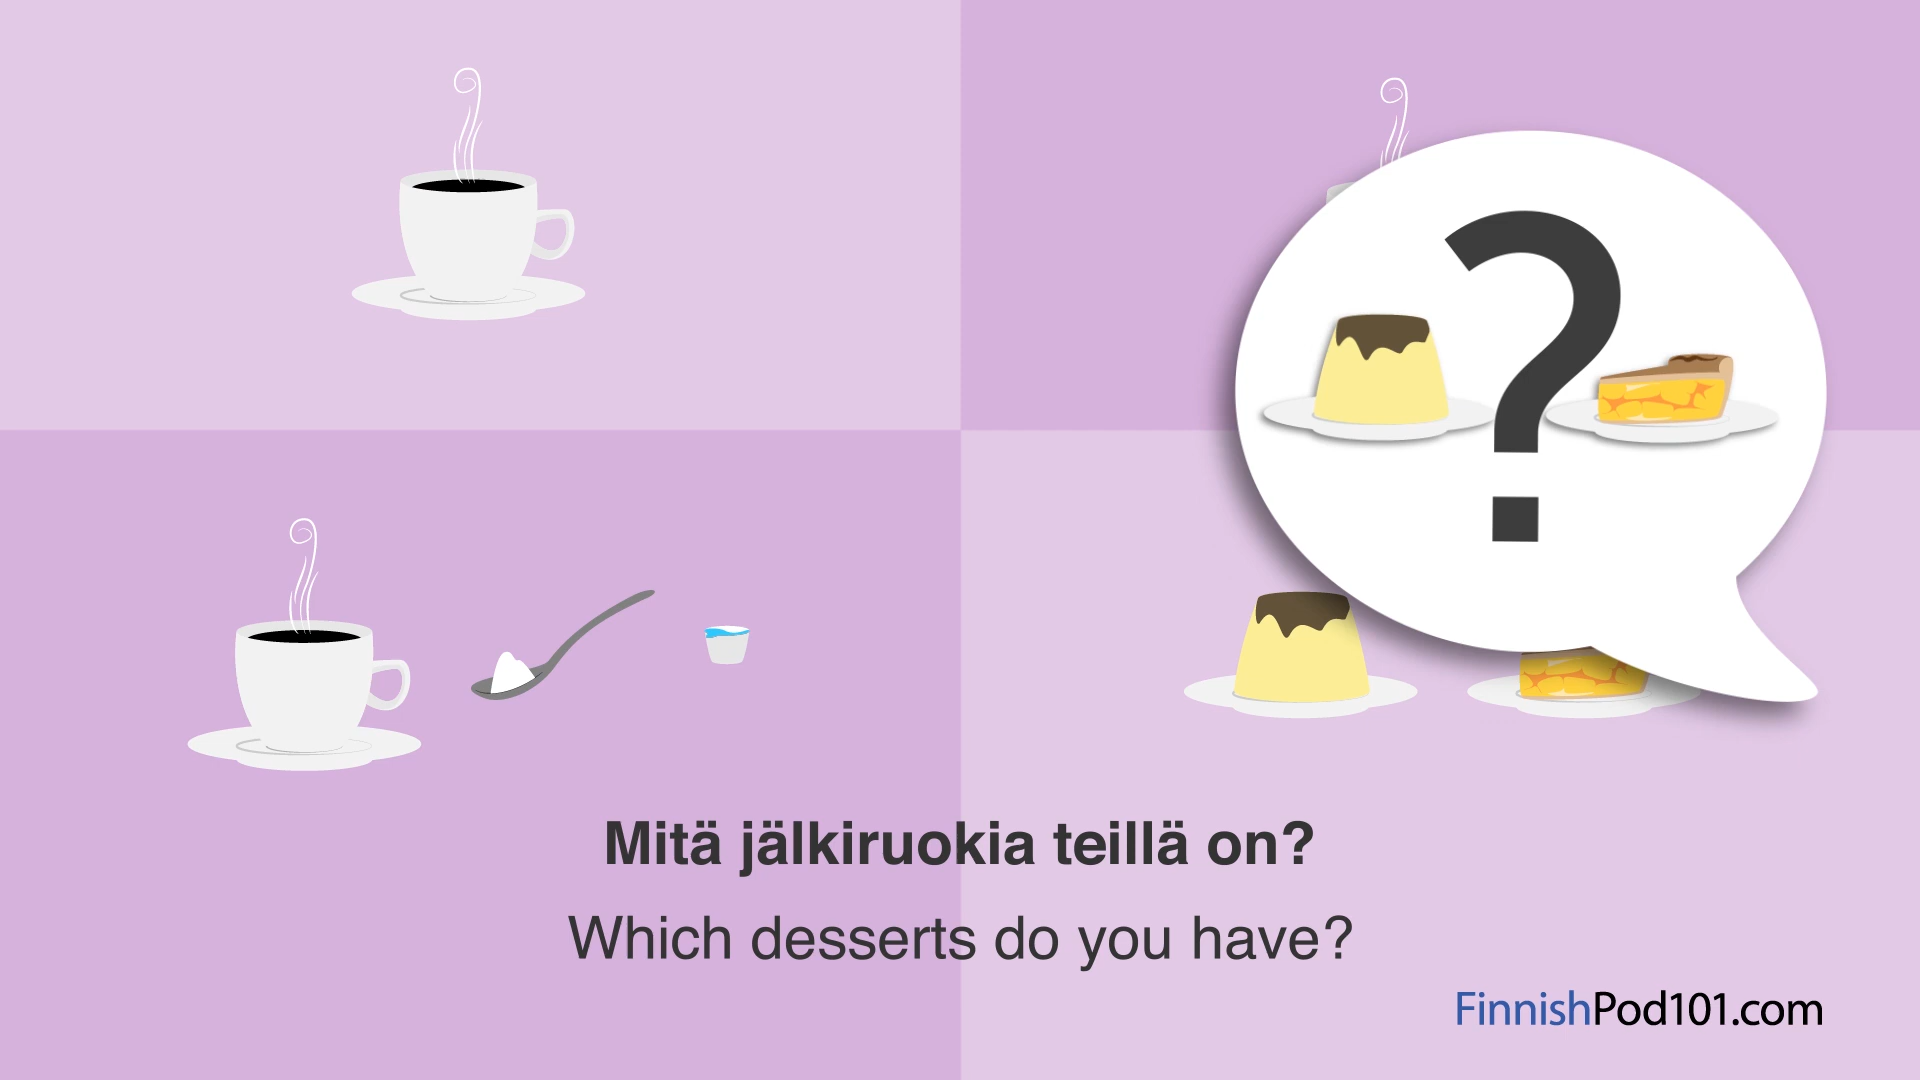 ?
Mitä jälkiruokia teillä on?
Which desserts do you have?
FinnishPod101.com